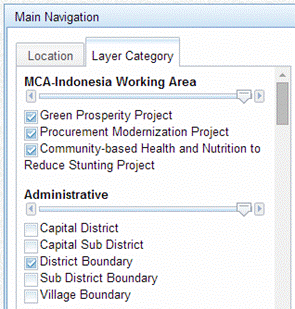 Main Navigation
Location
Layer Category
MCA-Indonesia Working Area
Green Prosperity Project
Procurement Modernization Project
Community-based Health and Nutrition to
Reduce Stunting Project
Administrative
Capital District
Capital Sub District
District Boundary
Sub District Boundary
Village Boundary